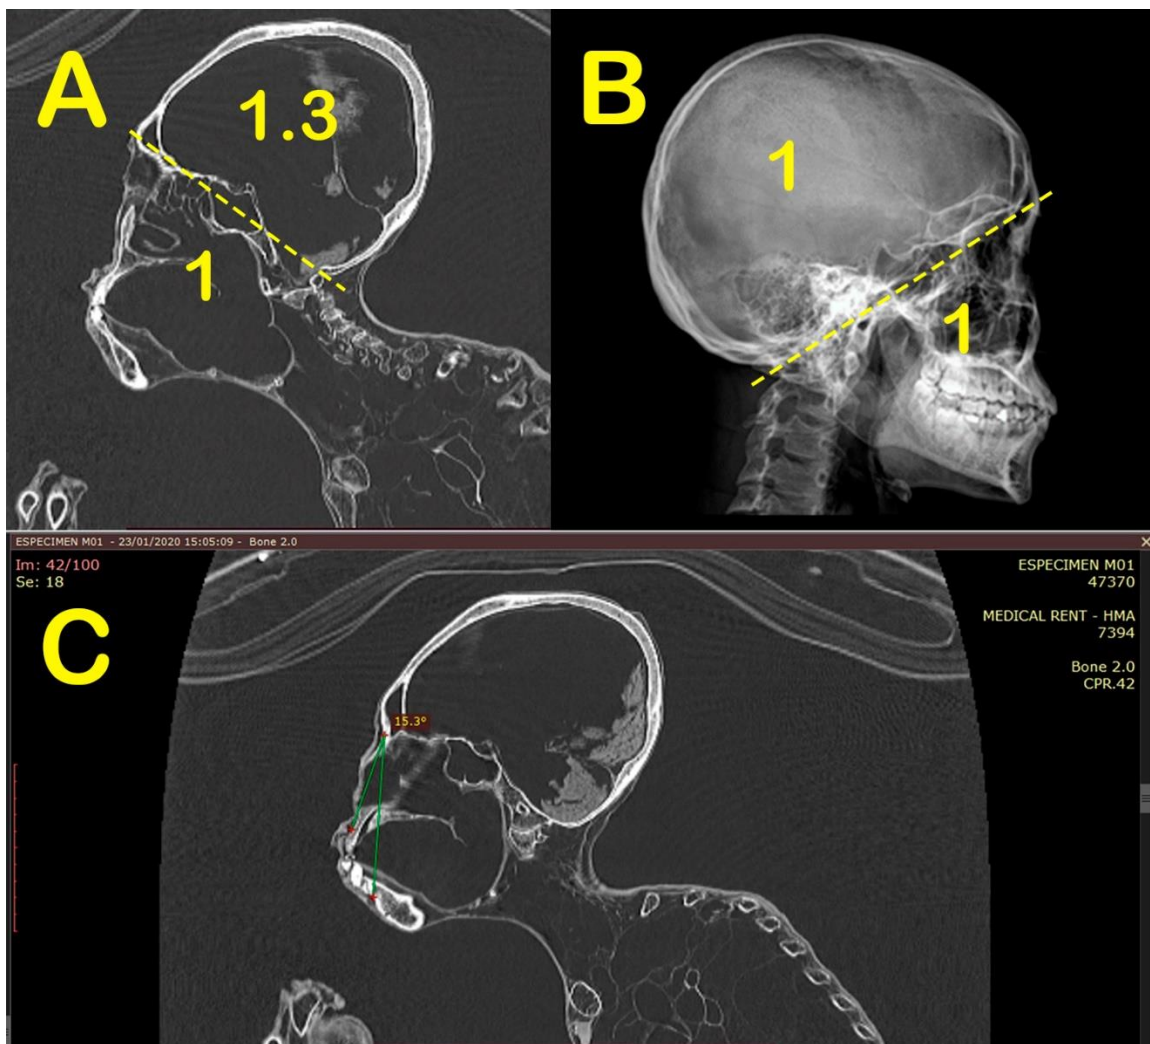 A
1.3
1
B
1
1
ESPECIMEN M01 - 23/01/2020 15:05:09 - Bone 2.0
Im: 42/100
Se: 18
C
ESPECIMEN M01
47370
MEDICAL RENT - HMA
7394
Bone 2.0
CPR.42
15.3°